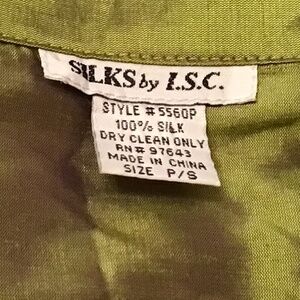 SILKS by I.S.C.
STYLE # 5560P
100% SILK
DRY CLEAN ONLY
RN# 97643
MADE IN CHINA
SIZE P/S